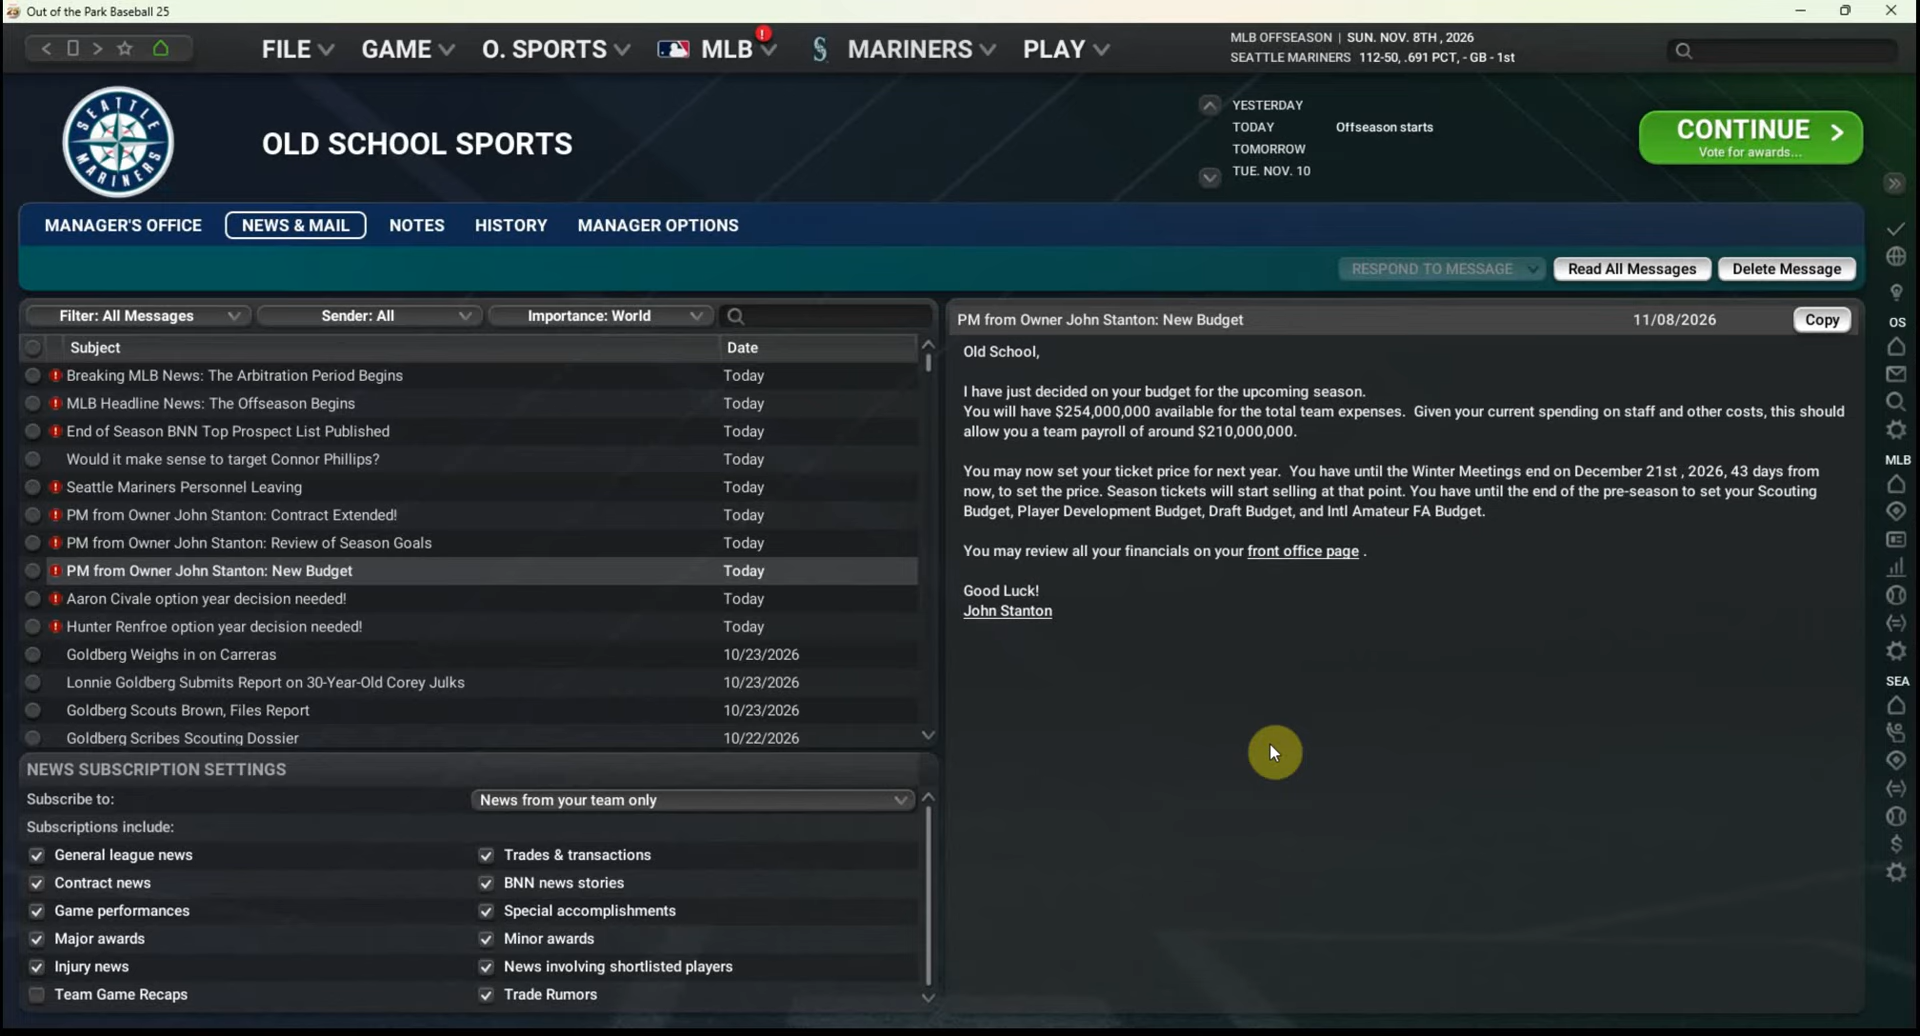 Out of the Park Baseball 25
FILE GAME O. SPORTS MLB MARINERS PLAY
MLB OFFSEASON | SUN. NOV. 8TH , 2026
SEATTLE MARINERS 112-50, .691 PCT, - GB - 1st
SEATTLE MARINERS
OLD SCHOOL SPORTS
YESTERDAY
TODAY Offseason starts
TOMORROW
TUE. NOV. 10
CONTINUE
Vote for awards...
MANAGER'S OFFICE NEWS & MAIL NOTES HISTORY MANAGER OPTIONS
RESPOND TO MESSAGE Read All Messages Delete Message
Filter: All Messages Sender: All Importance: World
Subject Date
Breaking MLB News: The Arbitration Period Begins Today
MLB Headline News: The Offseason Begins Today
End of Season BNN Top Prospect List Published Today
Would it make sense to target Connor Phillips? Today
Seattle Mariners Personnel Leaving Today
PM from Owner John Stanton: Contract Extended! Today
PM from Owner John Stanton: Review of Season Goals Today
PM from Owner John Stanton: New Budget Today
Aaron Civale option year decision needed! Today
Hunter Renfroe option year decision needed! Today
Goldberg Weighs in on Carreras 10/23/2026
Lonnie Goldberg Submits Report on 30-Year-Old Corey Julks 10/23/2026
Goldberg Scouts Brown, Files Report 10/23/2026
Goldberg Scribes Scouting Dossier 10/22/2026
NEWS SUBSCRIPTION SETTINGS
Subscribe to: News from your team only
Subscriptions include:
General league news Trades & transactions
Contract news BNN news stories
Game performances Special accomplishments
Major awards Minor awards
Injury news News involving shortlisted players
Team Game Recaps Trade Rumors
PM from Owner John Stanton: New Budget 11/08/2026 Copy
Old School,
I have just decided on your budget for the upcoming season.
You will have $254,000,000 available for the total team expenses. Given your current spending on staff and other costs, this should
allow you a team payroll of around $210,000,000.
You may now set your ticket price for next year. You have until the Winter Meetings end on December 21st , 2026, 43 days from
now, to set the price. Season tickets will start selling at that point. You have until the end of the pre-season to set your Scouting
Budget, Player Development Budget, Draft Budget, and Intl Amateur FA Budget.
You may review all your financials on your front office page .
Good Luck!
John Stanton
OS
MLB
SEA